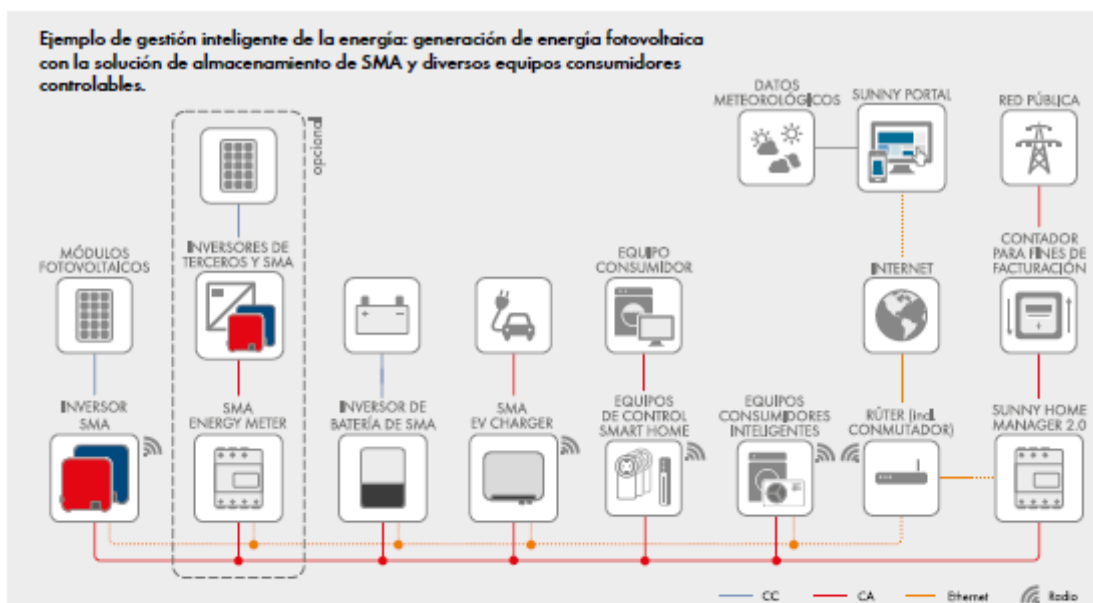 Ejemplo de gestión inteligente de la energía: generación de energía fotovoltaica
con la solución de almacenamiento de SMA y diversos equipos consumidores
controlables.
opcional
DATOS
METEOROLÓGICOS
SUNNY PORTAL
RED PÚBLICA
MÓDULOS
FOTOVOLTAICOS
INVERSORES DE
TERCEROS Y SMA
EQUIPO
CONSUMIDOR
INTERNET
CONTADOR
PARA FINES DE
FACTURACIÓN
INVERSOR
SMA
SMA
ENERGY METER
INVERSOR DE
BATERÍA DE SMA
SMA
EV CHARGER
EQUIPOS
DE CONTROL
SMART HOME
EQUIPOS
CONSUMIDORES
INTELIGENTES
RÚTER (incl.
CONMUTADOR)
SUNNY HOME
MANAGER 2.0
CC
CA
Ethernet
Radio